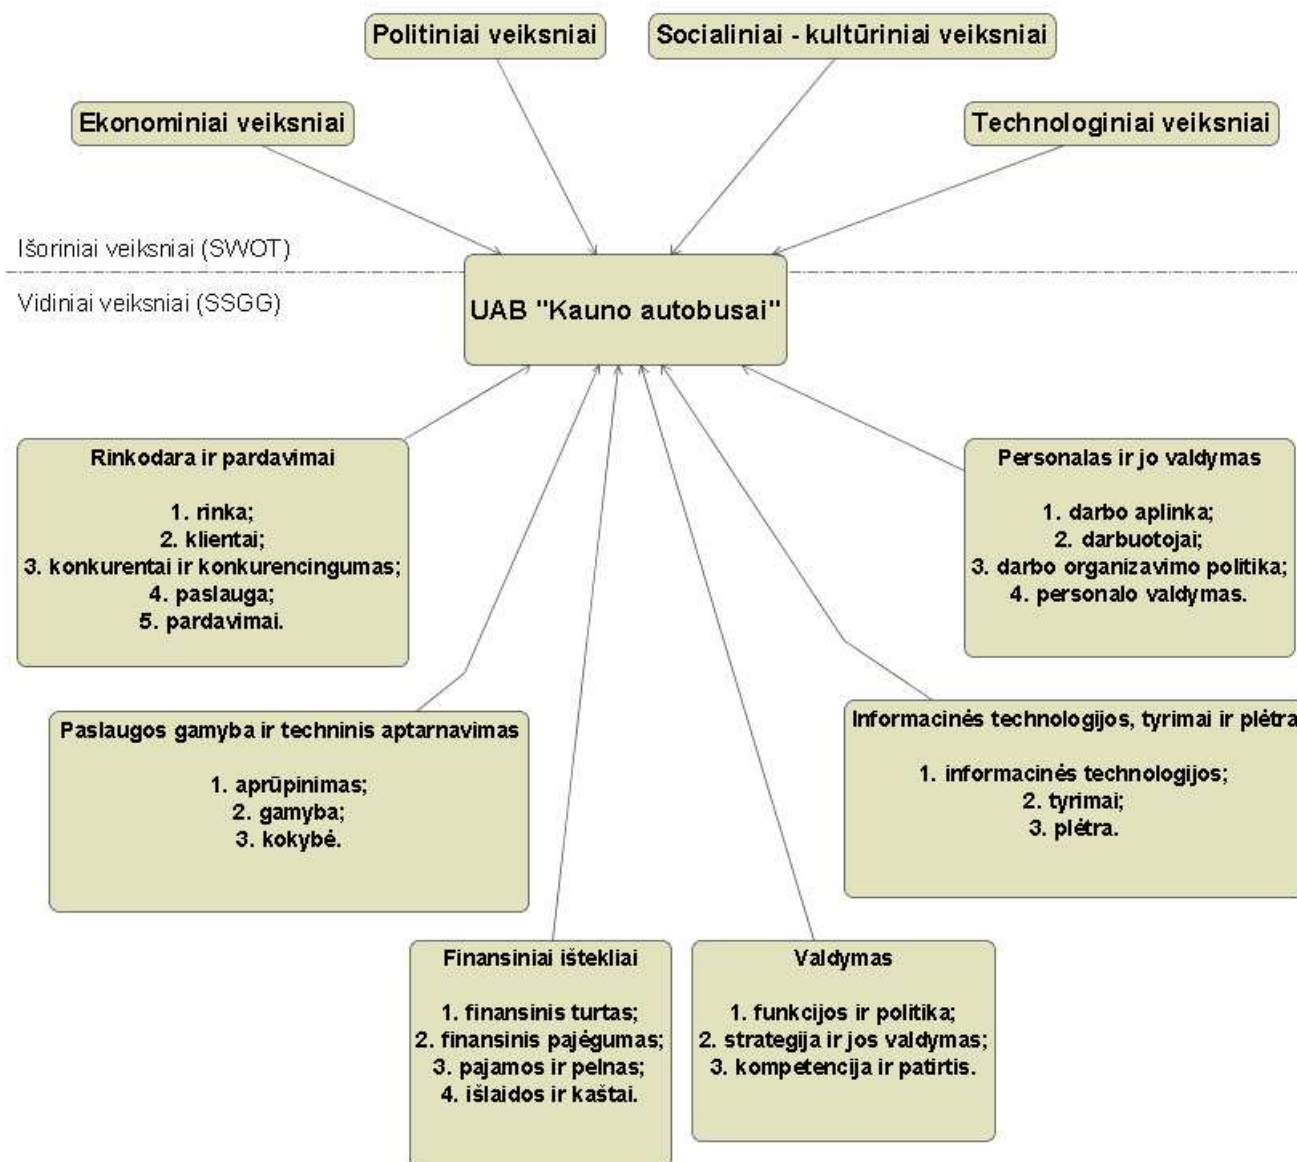 Politiniai veiksniai
Socialiniai - kultūriniai veiksniai
Ekonominiai veiksniai
Technologiniai veiksniai
Išoriniai veiksniai (SWOT)
Vidiniai veiksniai (SSGG)
UAB "Kauno autobusai"
Rinkodara ir pardavimai
1. rinka;
2. klientai;
3. konkurentai ir konkurencingumas;
4. paslauga;
5. pardavimai.
Personalas ir jo valdymas
1. darbo aplinka;
2. darbuotojai;
3. darbo organizavimo politika;
4. personalo valdymas.
Paslaugos gamyba ir techninis aptarnavimas
1. aprūpinimas;
2. gamyba;
3. kokybė.
Informacinės technologijos, tyrimai ir plėtra
1. informacinės technologijos;
2. tyrimai;
3. plėtra.
Finansiniai ištekliai
1. finansinis turtas;
2. finansinis pajėgumas;
3. pajamos ir pelnas;
4. išlaidos ir kaštai.
Valdymas
1. funkcijos ir politika;
2. strategija ir jos valdymas;
3. kompetencija ir patirtis.